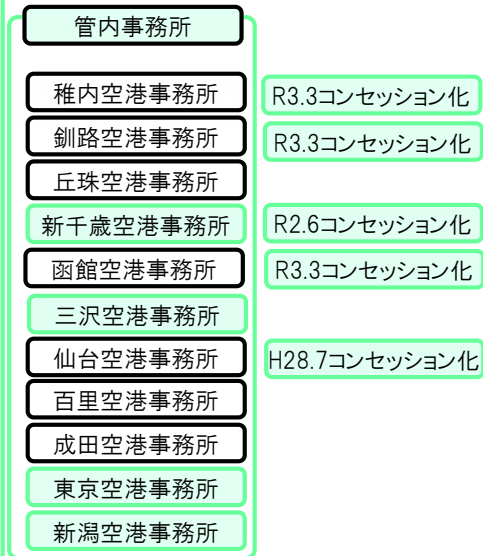 管内事務所
稚内空港事務所 R3.3コンセッション化
釧路空港事務所 R3.3コンセッション化
丘珠空港事務所
新千歳空港事務所 R2.6コンセッション化
函館空港事務所 R3.3コンセッション化
三沢空港事務所
仙台空港事務所 H28.7コンセッション化
百里空港事務所
成田空港事務所
東京空港事務所
新潟空港事務所